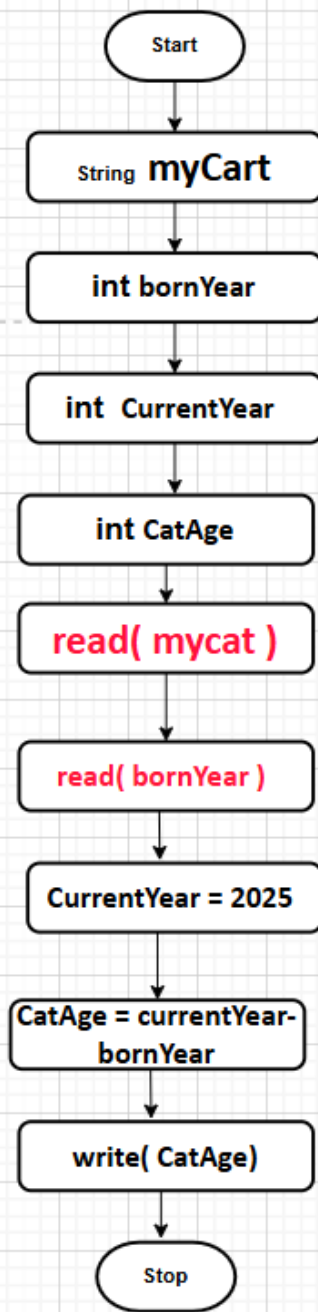 Start
String myCart
int bornYear
int CurrentYear
int CatAge
read( mycat )
read( bornYear )
CurrentYear = 2025
CatAge = currentYear-
bornYear
write( CatAge)
Stop